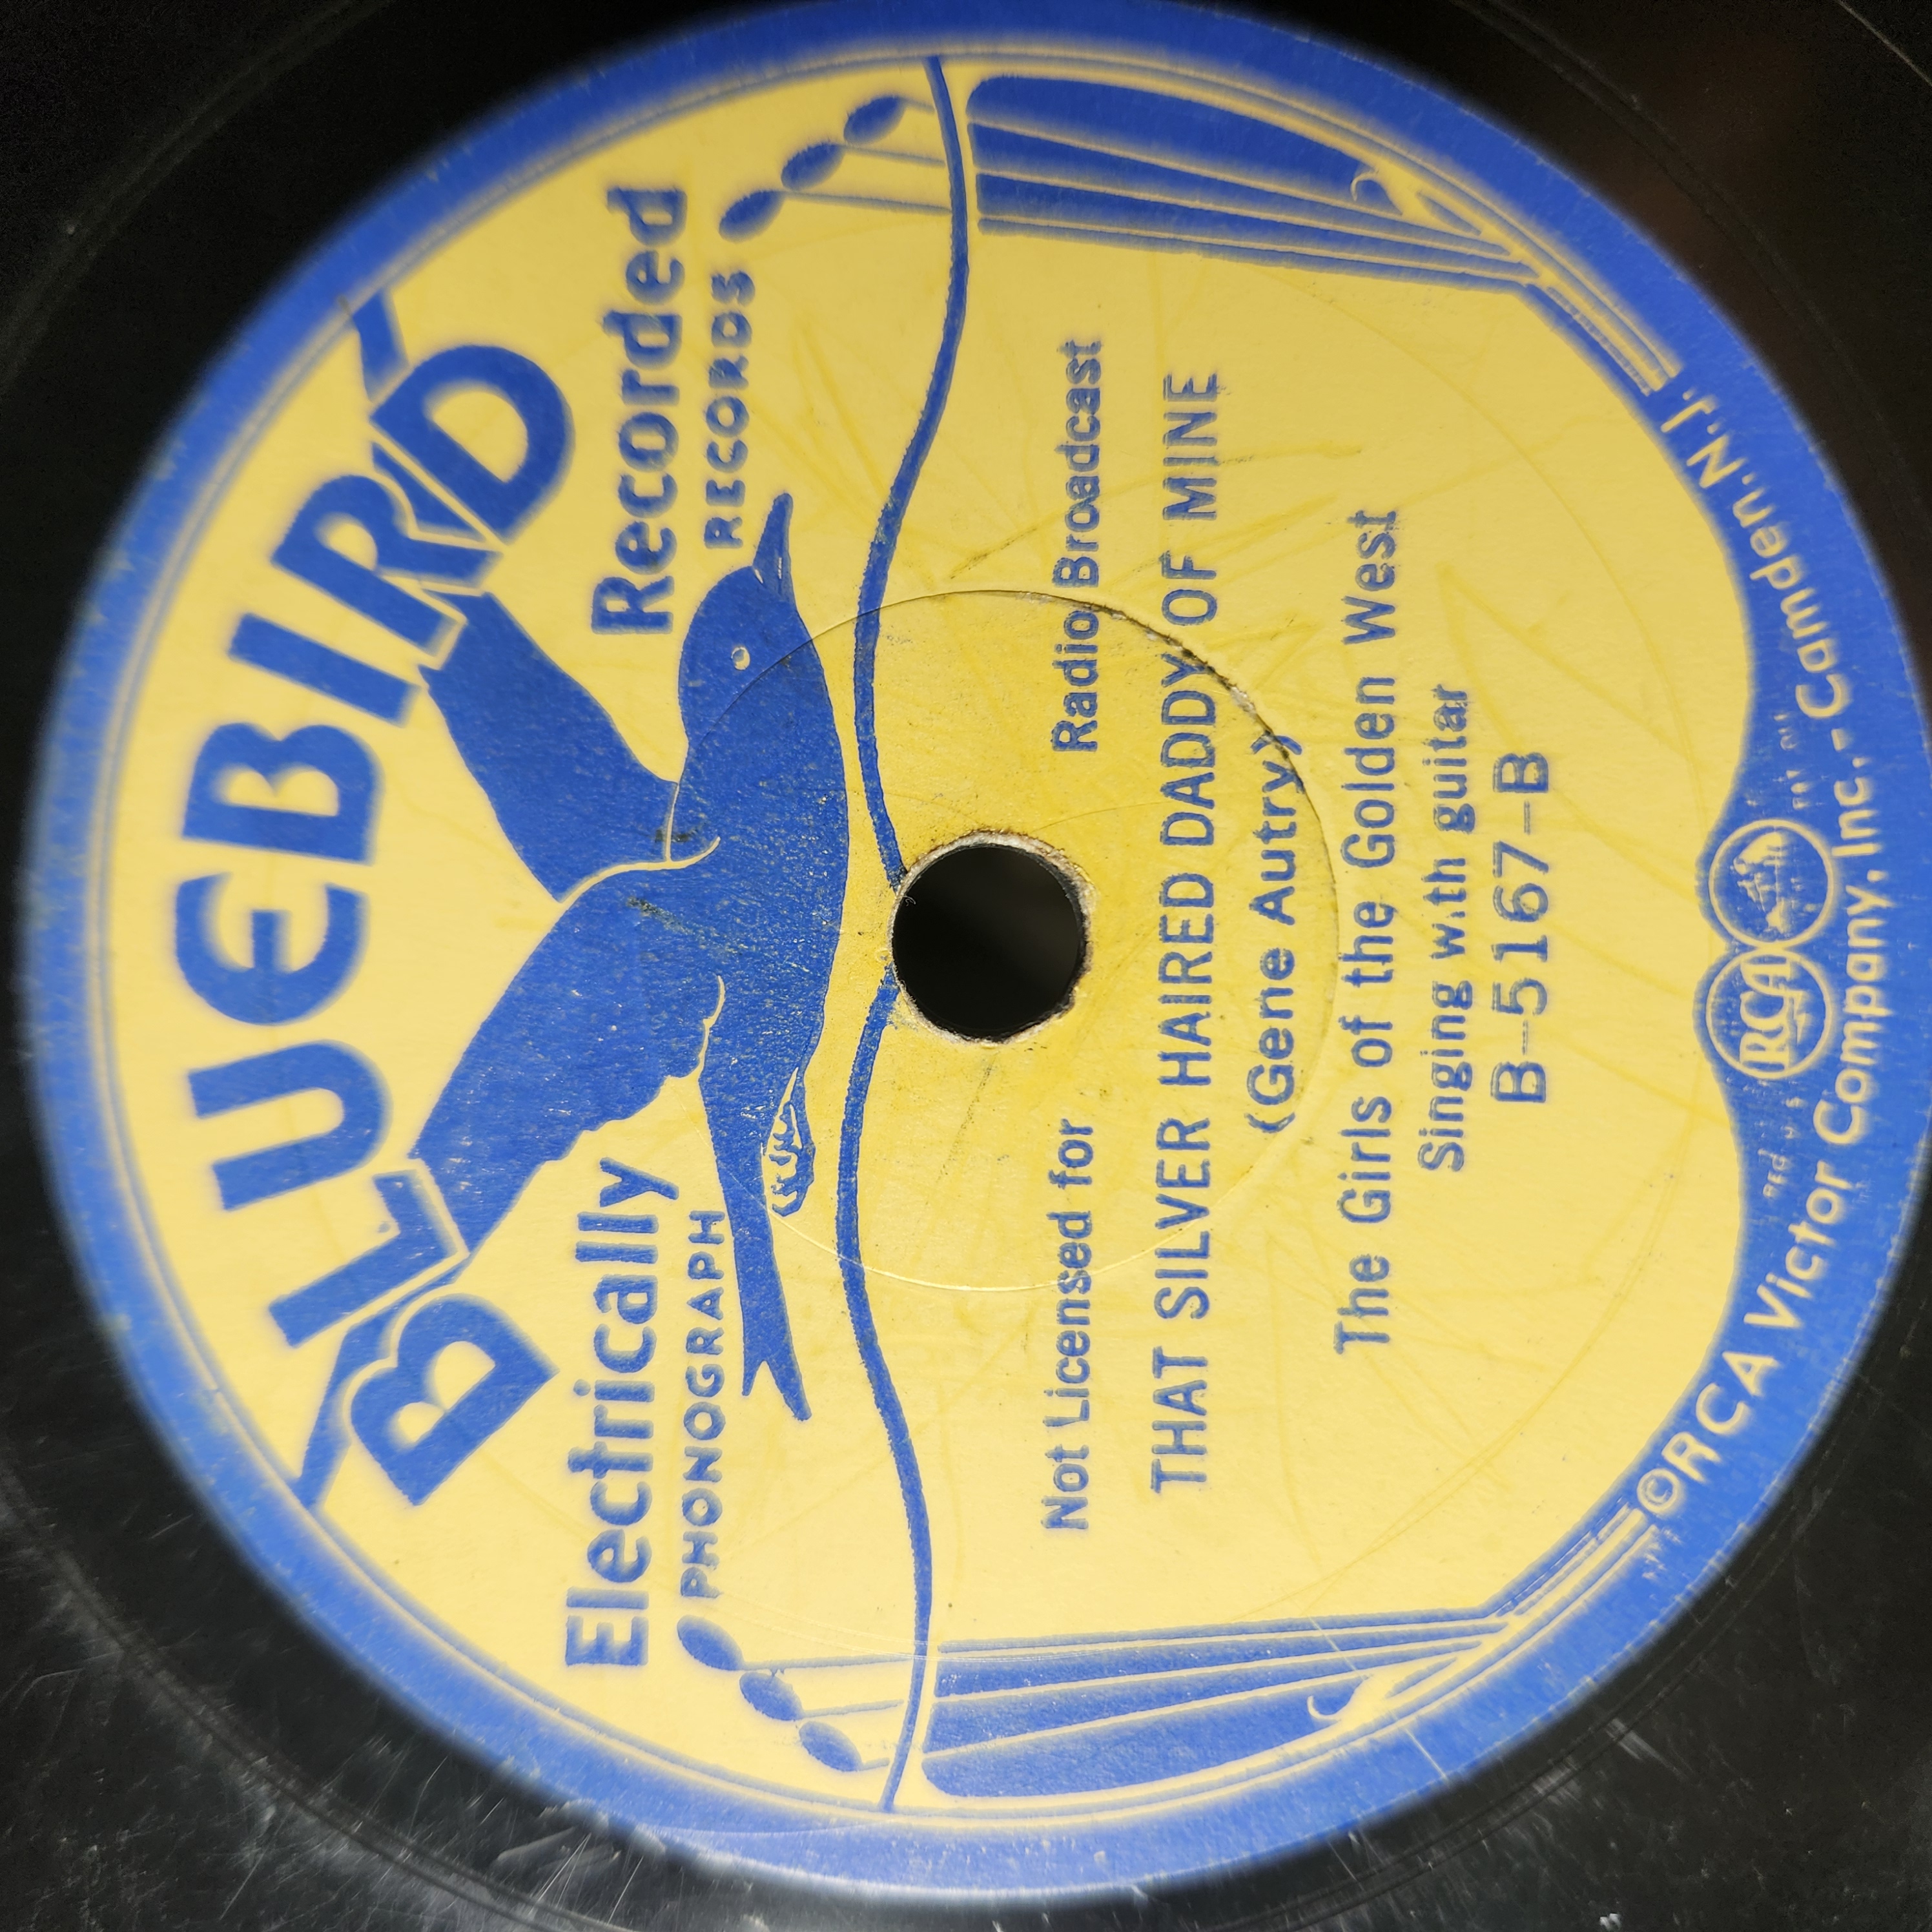 BLUEBIRD
Electrically Recorded
PHONOGRAPH RECORDS
Not Licensed for Radio Broadcast
THAT SILVER HAIRED DADDY OF MINE
(Gene Autry)
The Girls of the Golden West
Singing with guitar
B-5167-B
RCA
©RCA Victor Company, Inc.-Camden. N.J.